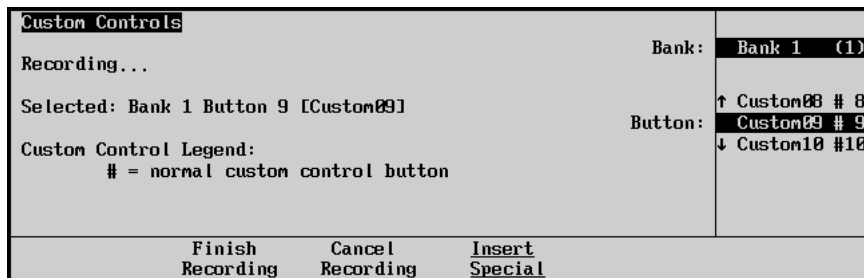 Custom Controls
Bank: Bank 1 (1)
Recording...
Selected: Bank 1 Button 9 [Custom09]
↑ Custom08 # 8
Button: Custom09 # 9
↓ Custom10 #10
Custom Control Legend:
# = normal custom control button
Finish Recording
Cancel Recording
Insert Special